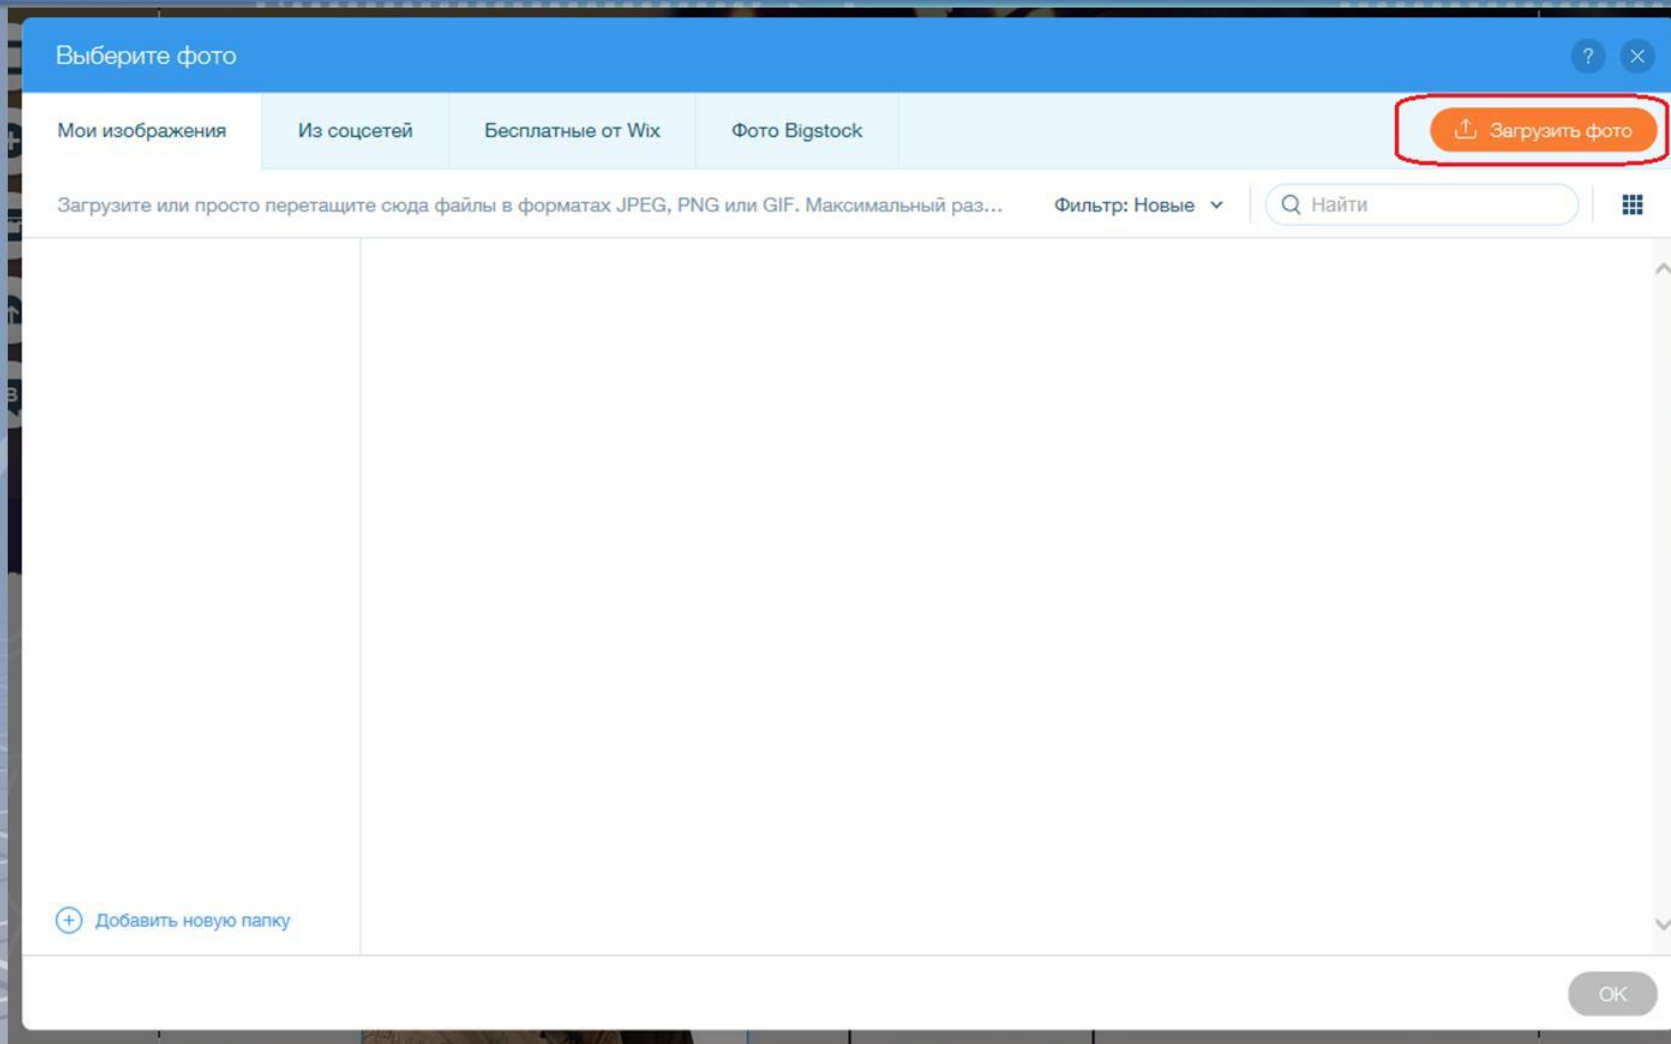 Выберите фото
?
Мои изображения
Из соцсетей
Бесплатные от Wix
Фото Bigstock
Загрузить фото
Загрузите или просто перетащите сюда файлы в форматах JPEG, PNG или GIF. Максимальный раз...
Фильтр: Новые
Найти
Добавить новую папку
OK